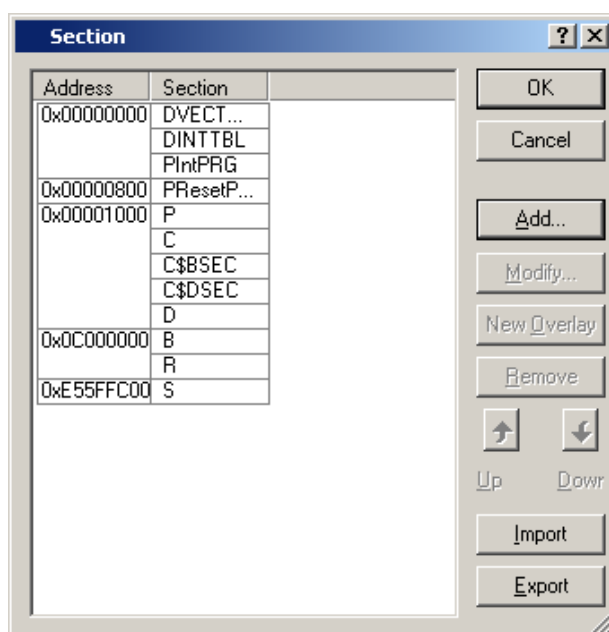 Section
Address Section
0x00000000 DVECT...
DINTTBL
PIntPRG
0x00000800 PResetP...
0x00001000 P
C
C$BSEC
C$DSEC
D
0x0C000000 B
R
0xE55FFC00 S
OK
Cancel
Add...
Modify...
New Overlay
Remove
Up Down
Import
Export